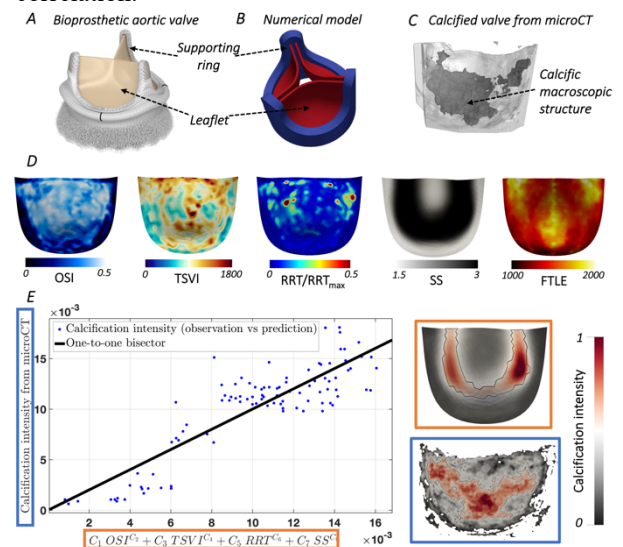 A Bioprosthetic aortic valve
B Numerical model
C Calcified valve from microCT
Supporting ring
Leaflet
Calcific macroscopic structure
D
0 0.5
OSI
0 1800
TSVI
0 0.5
RRT/RRTmax
1.5 3
SS
1000 2000
FTLE
E
×10⁻³
Calcification intensity (observation vs prediction)
One-to-one bisector
Calcification intensity from microCT
15
10
5
0
2 4 6 8 10 12 14 16
×10⁻³
C₁ OSI^C₂ + C₃ TSVI^C₄ + C₅ RRT^C₆ + C₇ SS^C
1
Calcification intensity
0